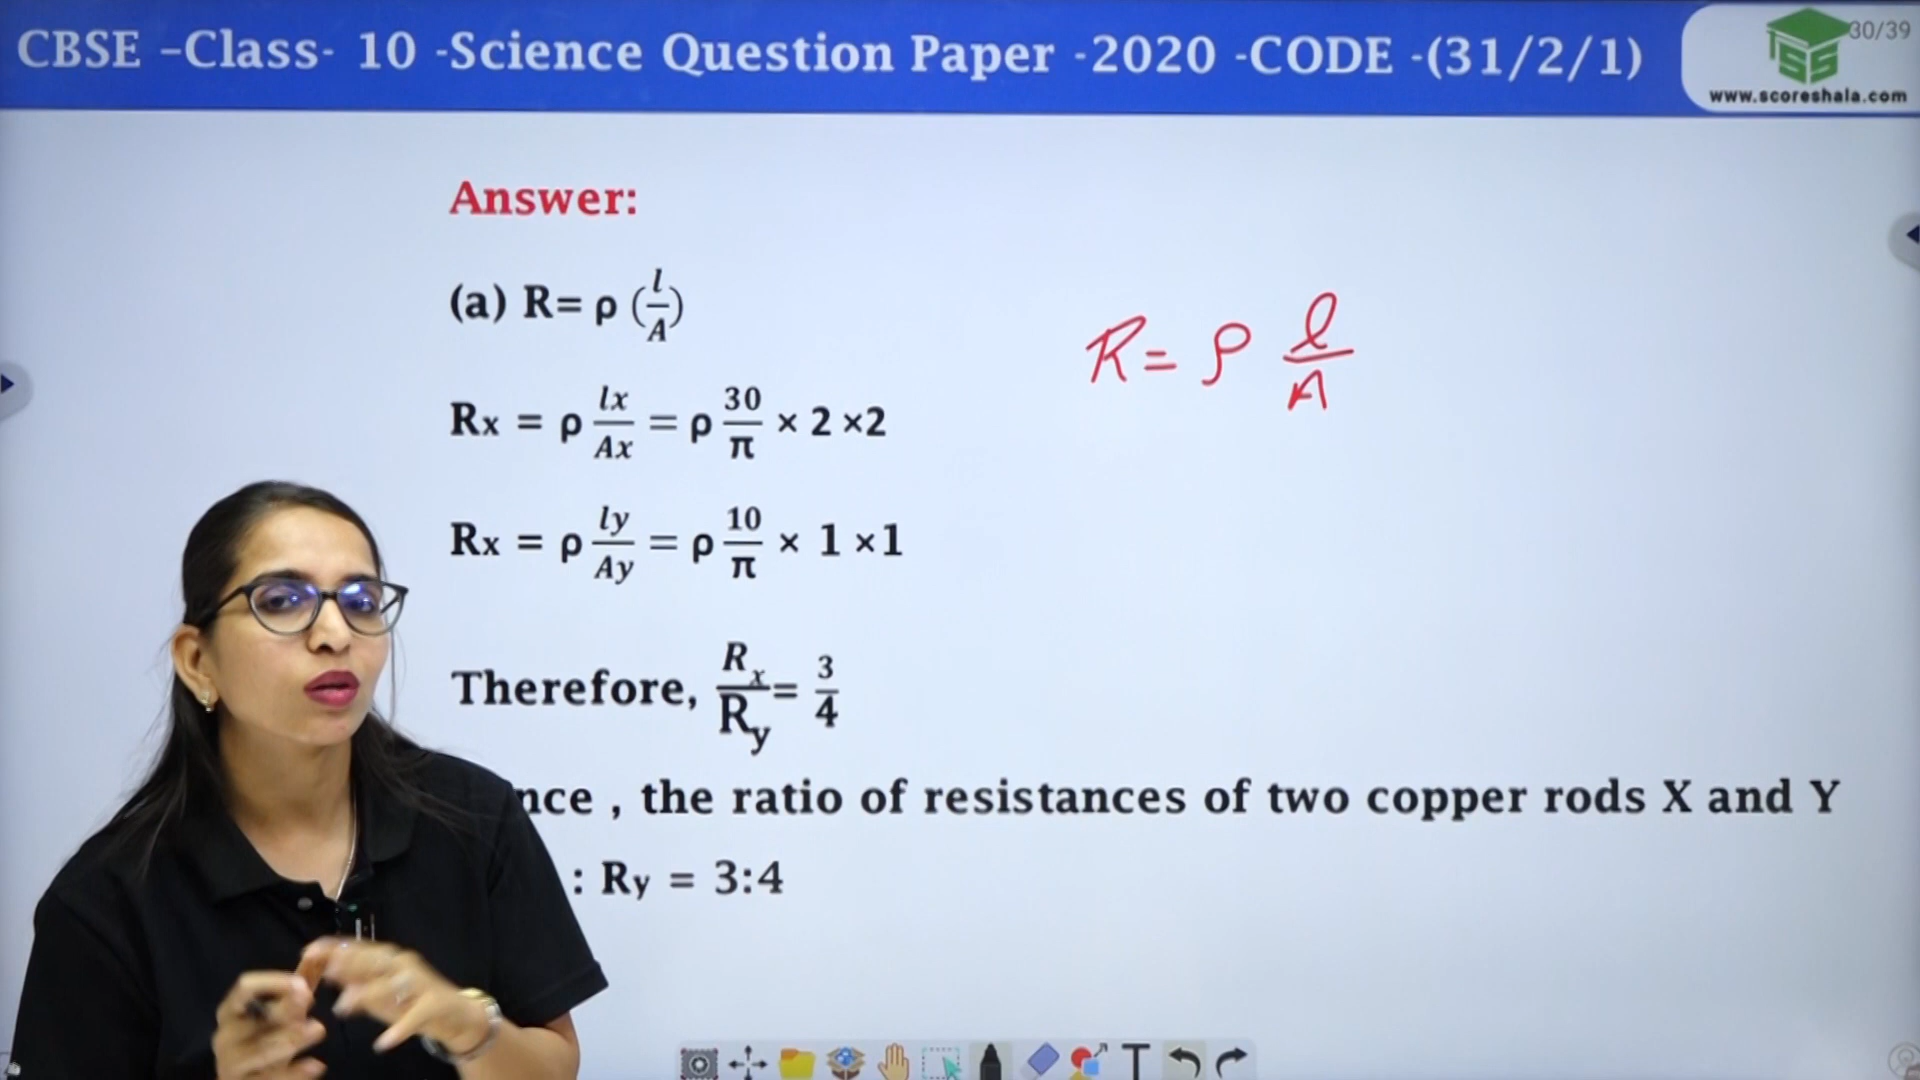 CBSE –Class- 10 -Science Question Paper -2020 -CODE -(31/2/1)
30/39
www.scoreshala.com
Answer:
(a) R= ρ (l/A)
R= ρ l/A
Rx = ρ lx/Ax = ρ 30/π × 2 ×2
Rx = ρ ly/Ay = ρ 10/π × 1 ×1
Therefore, Rx/Ry= 3/4
nce , the ratio of resistances of two copper rods X and Y
: Ry = 3:4